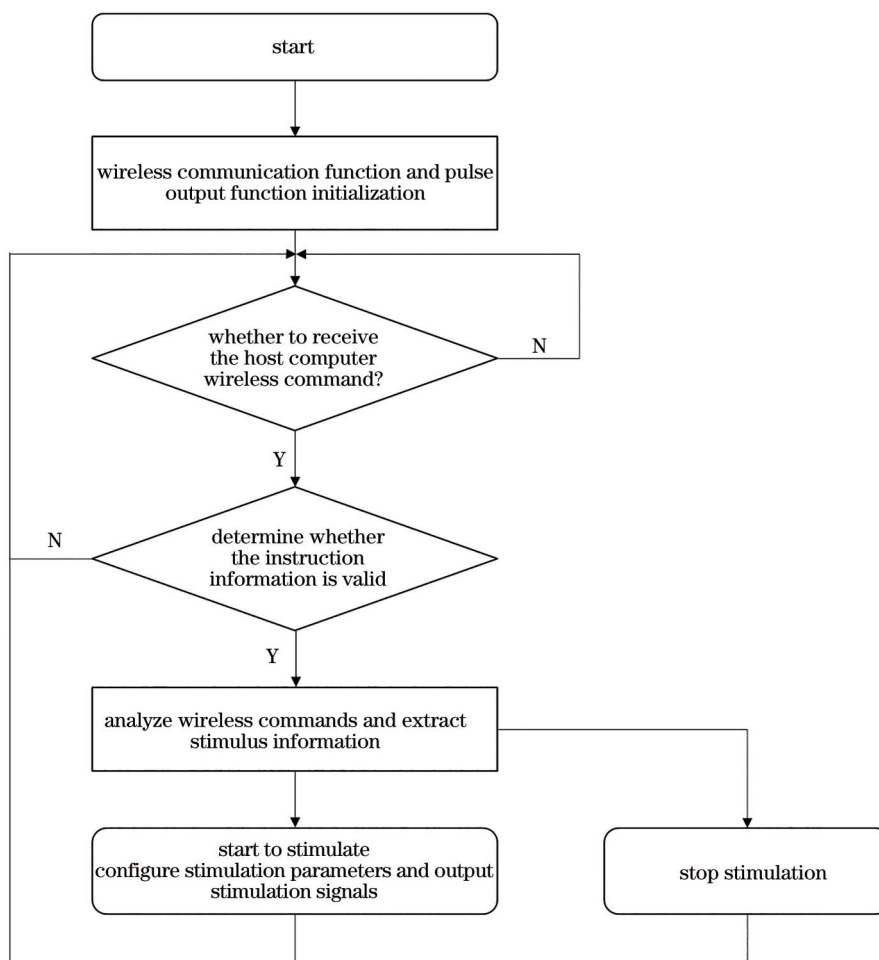 start
wireless communication function and pulse
output function initialization
whether to receive
the host computer
wireless command?
N
Y
determine whether
the instruction
information is valid
N
Y
analyze wireless commands and extract
stimulus information
start to stimulate
configure stimulation parameters and output
stimulation signals
stop stimulation